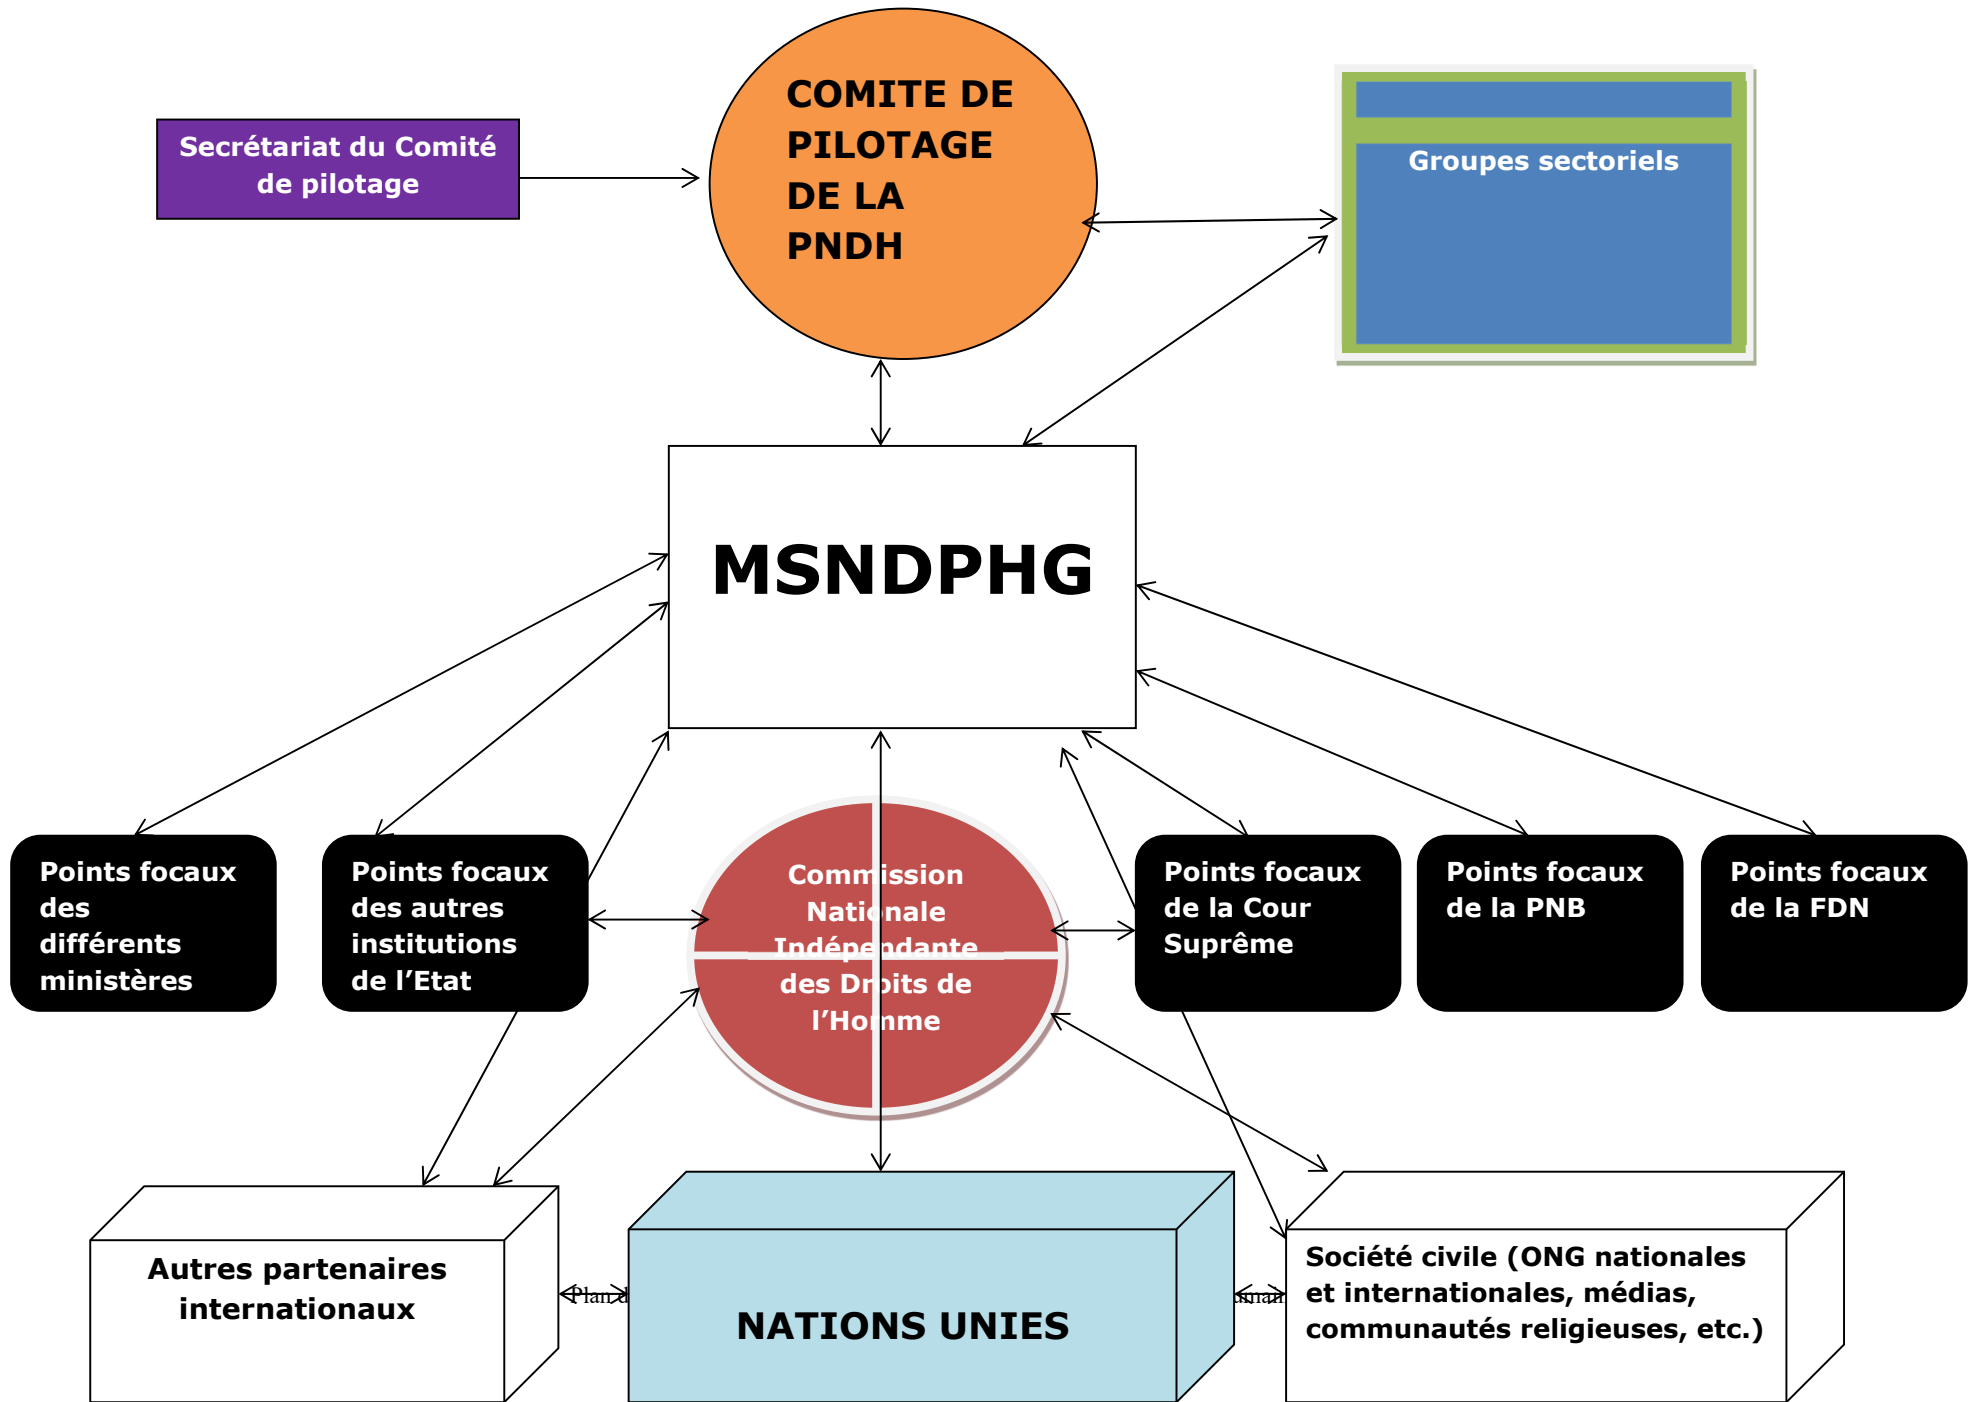 COMITE DE
PILOTAGE
DE LA
PNDH
Secrétariat du Comité
de pilotage
Groupes sectoriels
MSNDPHG
Points focaux
des
différents
ministères
Points focaux
des autres
institutions
de l’Etat
Commission
Nationale
Indépendante
des Droits de
l’Homme
Points focaux
de la Cour
Suprême
Points focaux
de la PNB
Points focaux
de la FDN
Autres partenaires
internationaux
Plan d
NATIONS UNIES
Société civile (ONG nationales
et internationales, médias,
communautés religieuses, etc.)